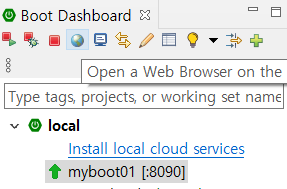 Boot Dashboard
Open a Web Browser on the
Type tags, projects, or working set name
local
Install local cloud services
myboot01 [:8090]